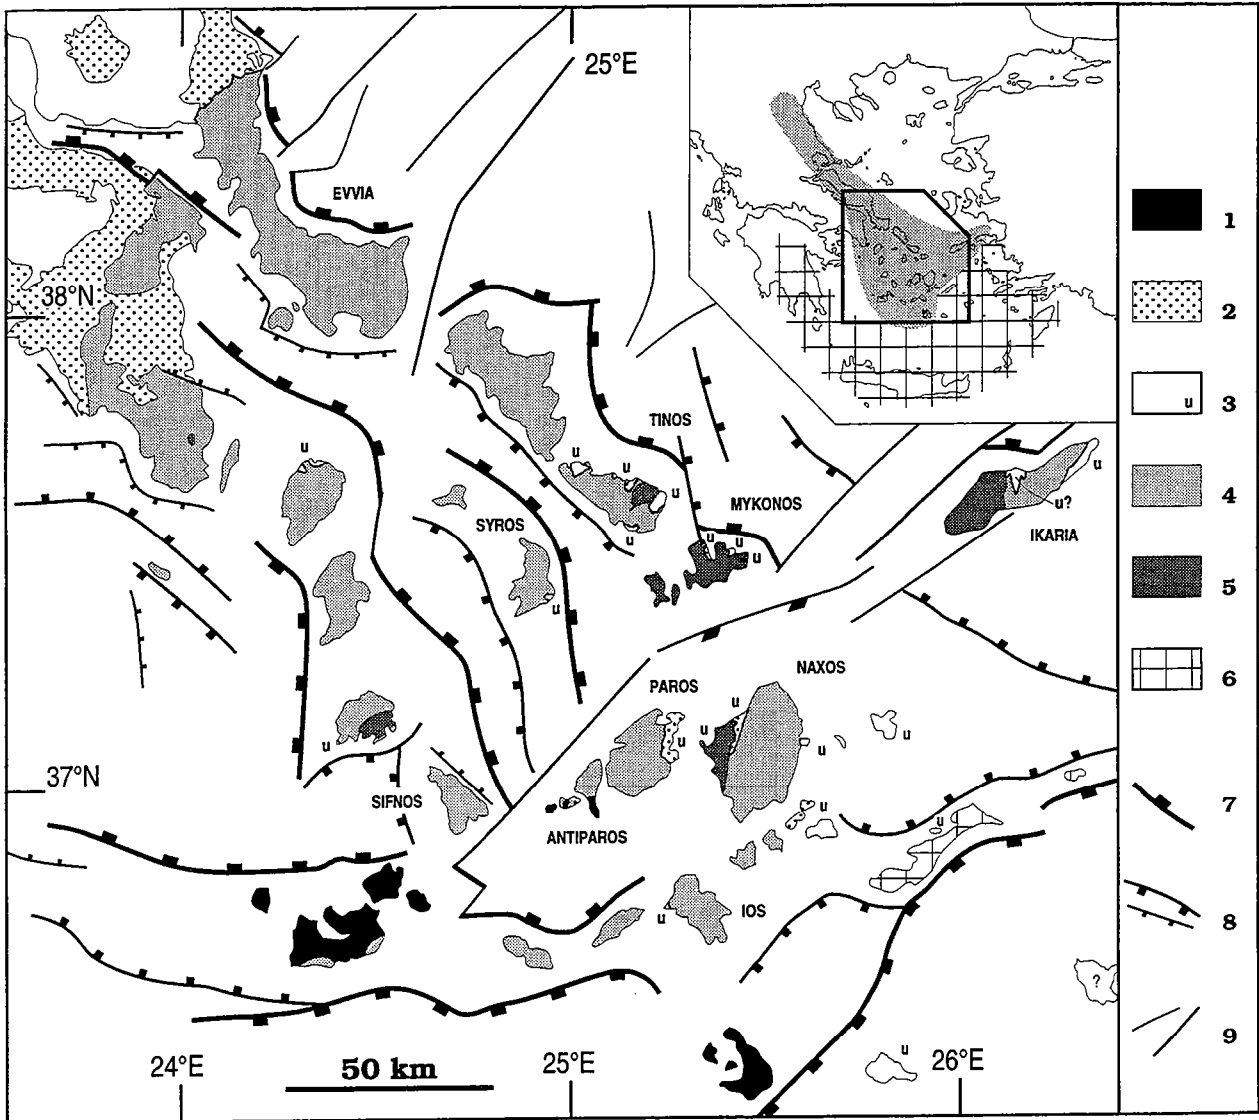 25°E
EVVIA
38°N
1
2
u 3
4
5
6
7
8
9
TINOS
u
u
u
u
u
SYROS
MYKONOS
u
u
u
u
u
u?
IKARIA
PAROS
NAXOS
u
u
u
u
u
37°N
SIFNOS
ANTIPAROS
u
u
u
IOS
?
24°E
50 km
25°E
26°E
u